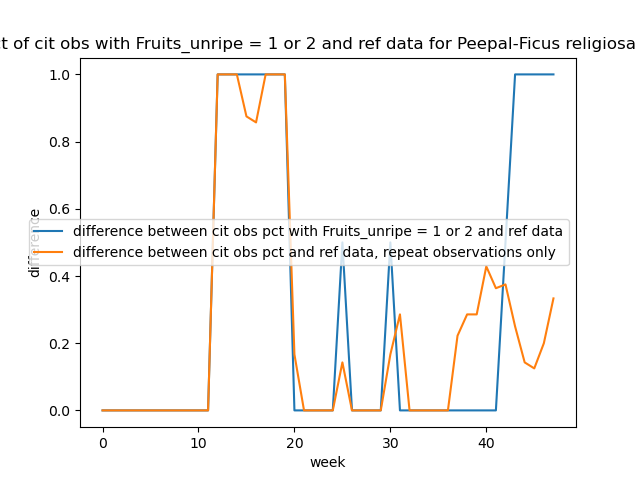 ct of cit obs with Fruits_unripe = 1 or 2 and ref data for Peepal-Ficus religiosa
1.0
0.8
0.6
0.4
0.2
0.0
difference
difference between cit obs pct with Fruits_unripe = 1 or 2 and ref data
difference between cit obs pct and ref data, repeat observations only
0 10 20 30 40
week